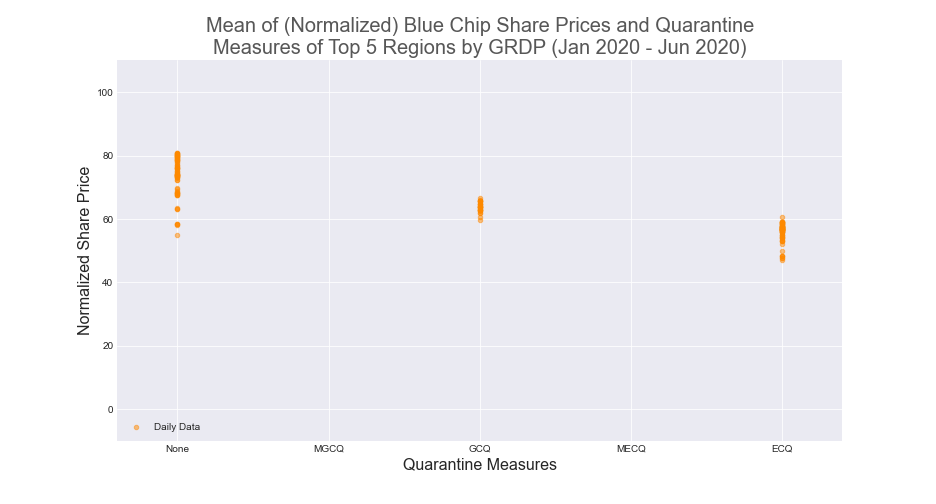 Mean of (Normalized) Blue Chip Share Prices and Quarantine
Measures of Top 5 Regions by GRDP (Jan 2020 - Jun 2020)
Normalized Share Price
100
80
60
40
20
0
Daily Data
None
MGCQ
GCQ
MECQ
ECQ
Quarantine Measures